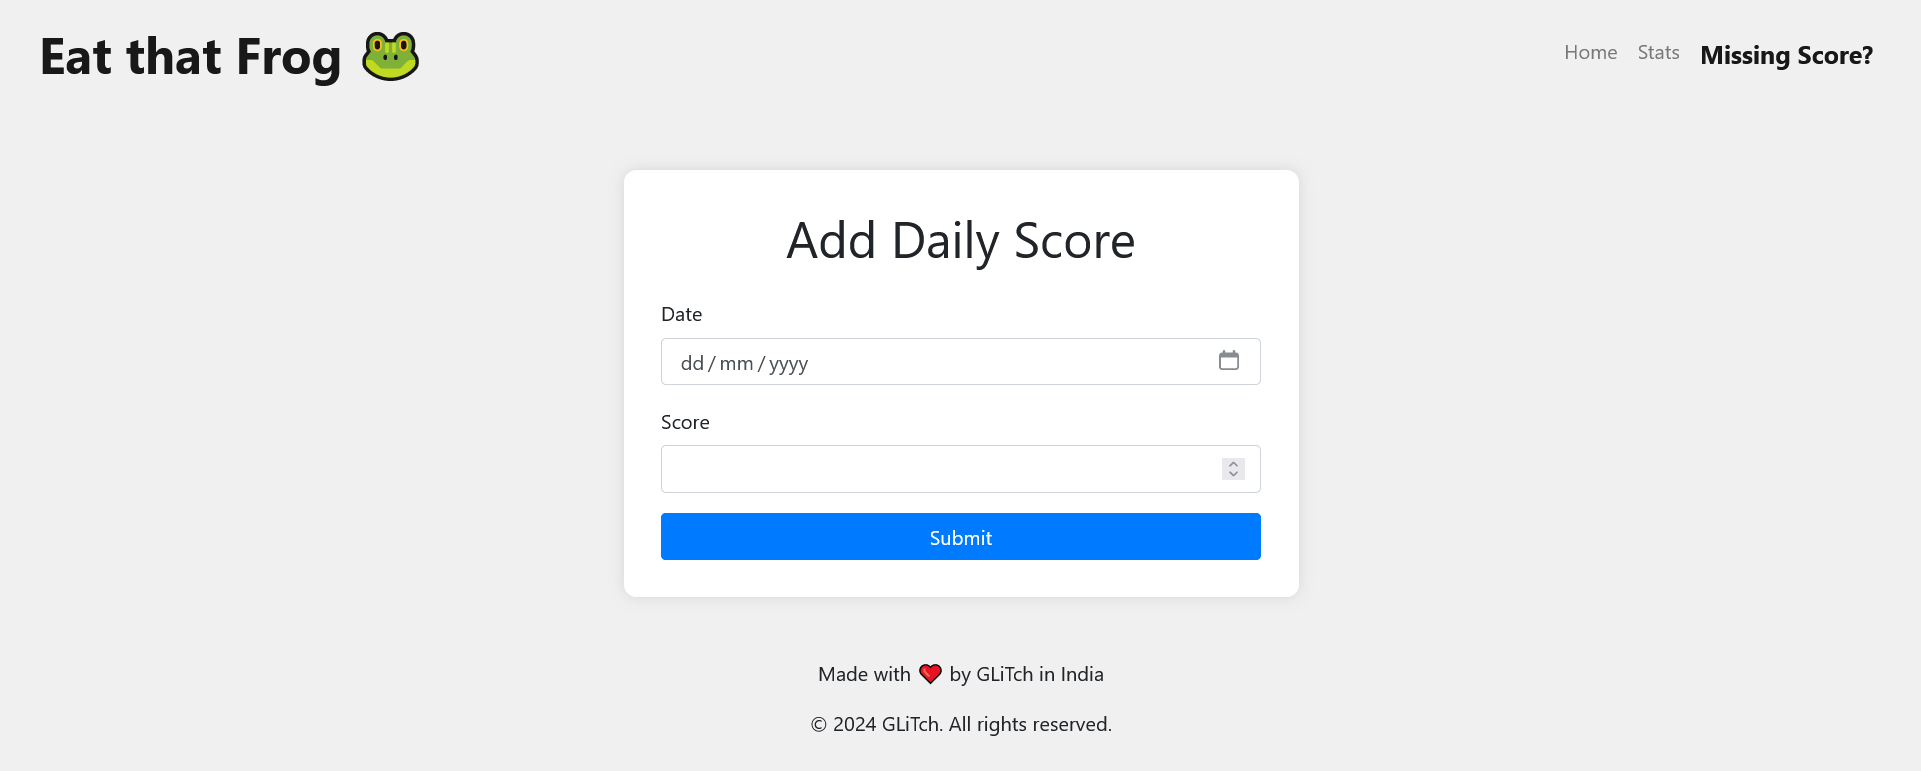 Eat that Frog 🐸
Home Stats Missing Score?
Add Daily Score
Date
dd/mm/yyyy
Score
Submit
Made with ❤️ by GLiTch in India
© 2024 GLiTch. All rights reserved.